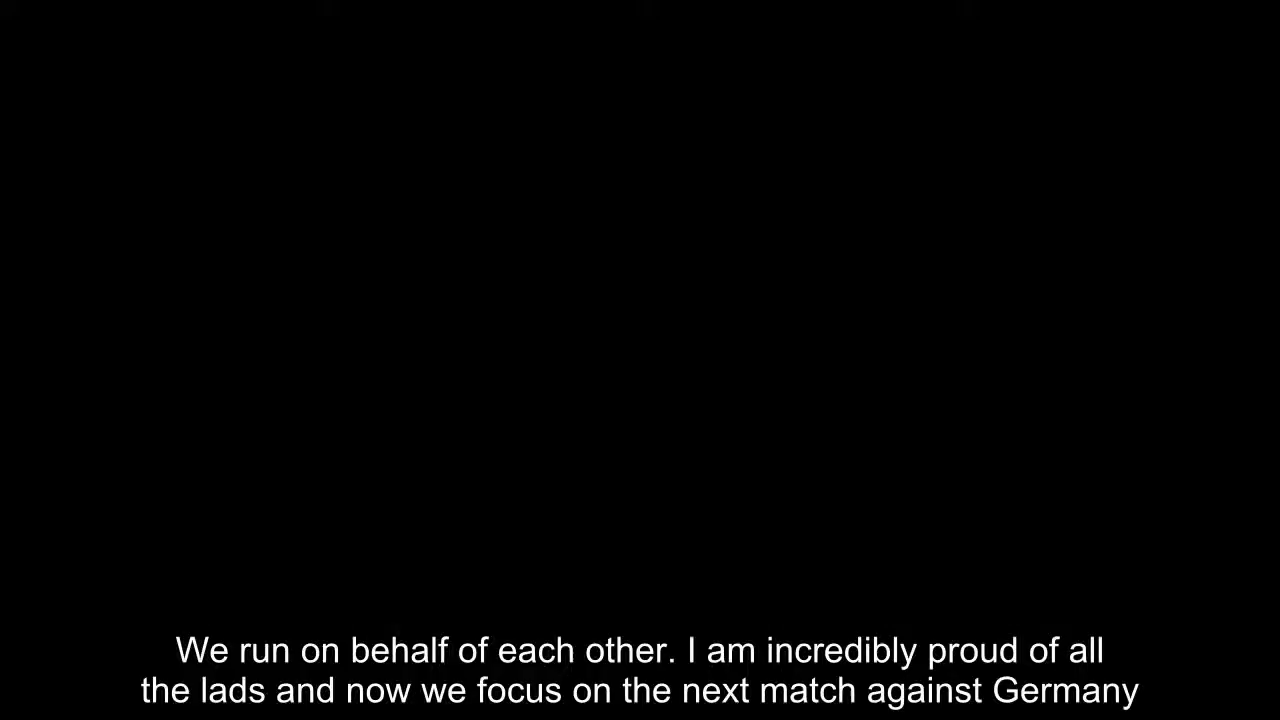 We run on behalf of each other. I am incredibly proud of all
the lads and now we focus on the next match against Germany